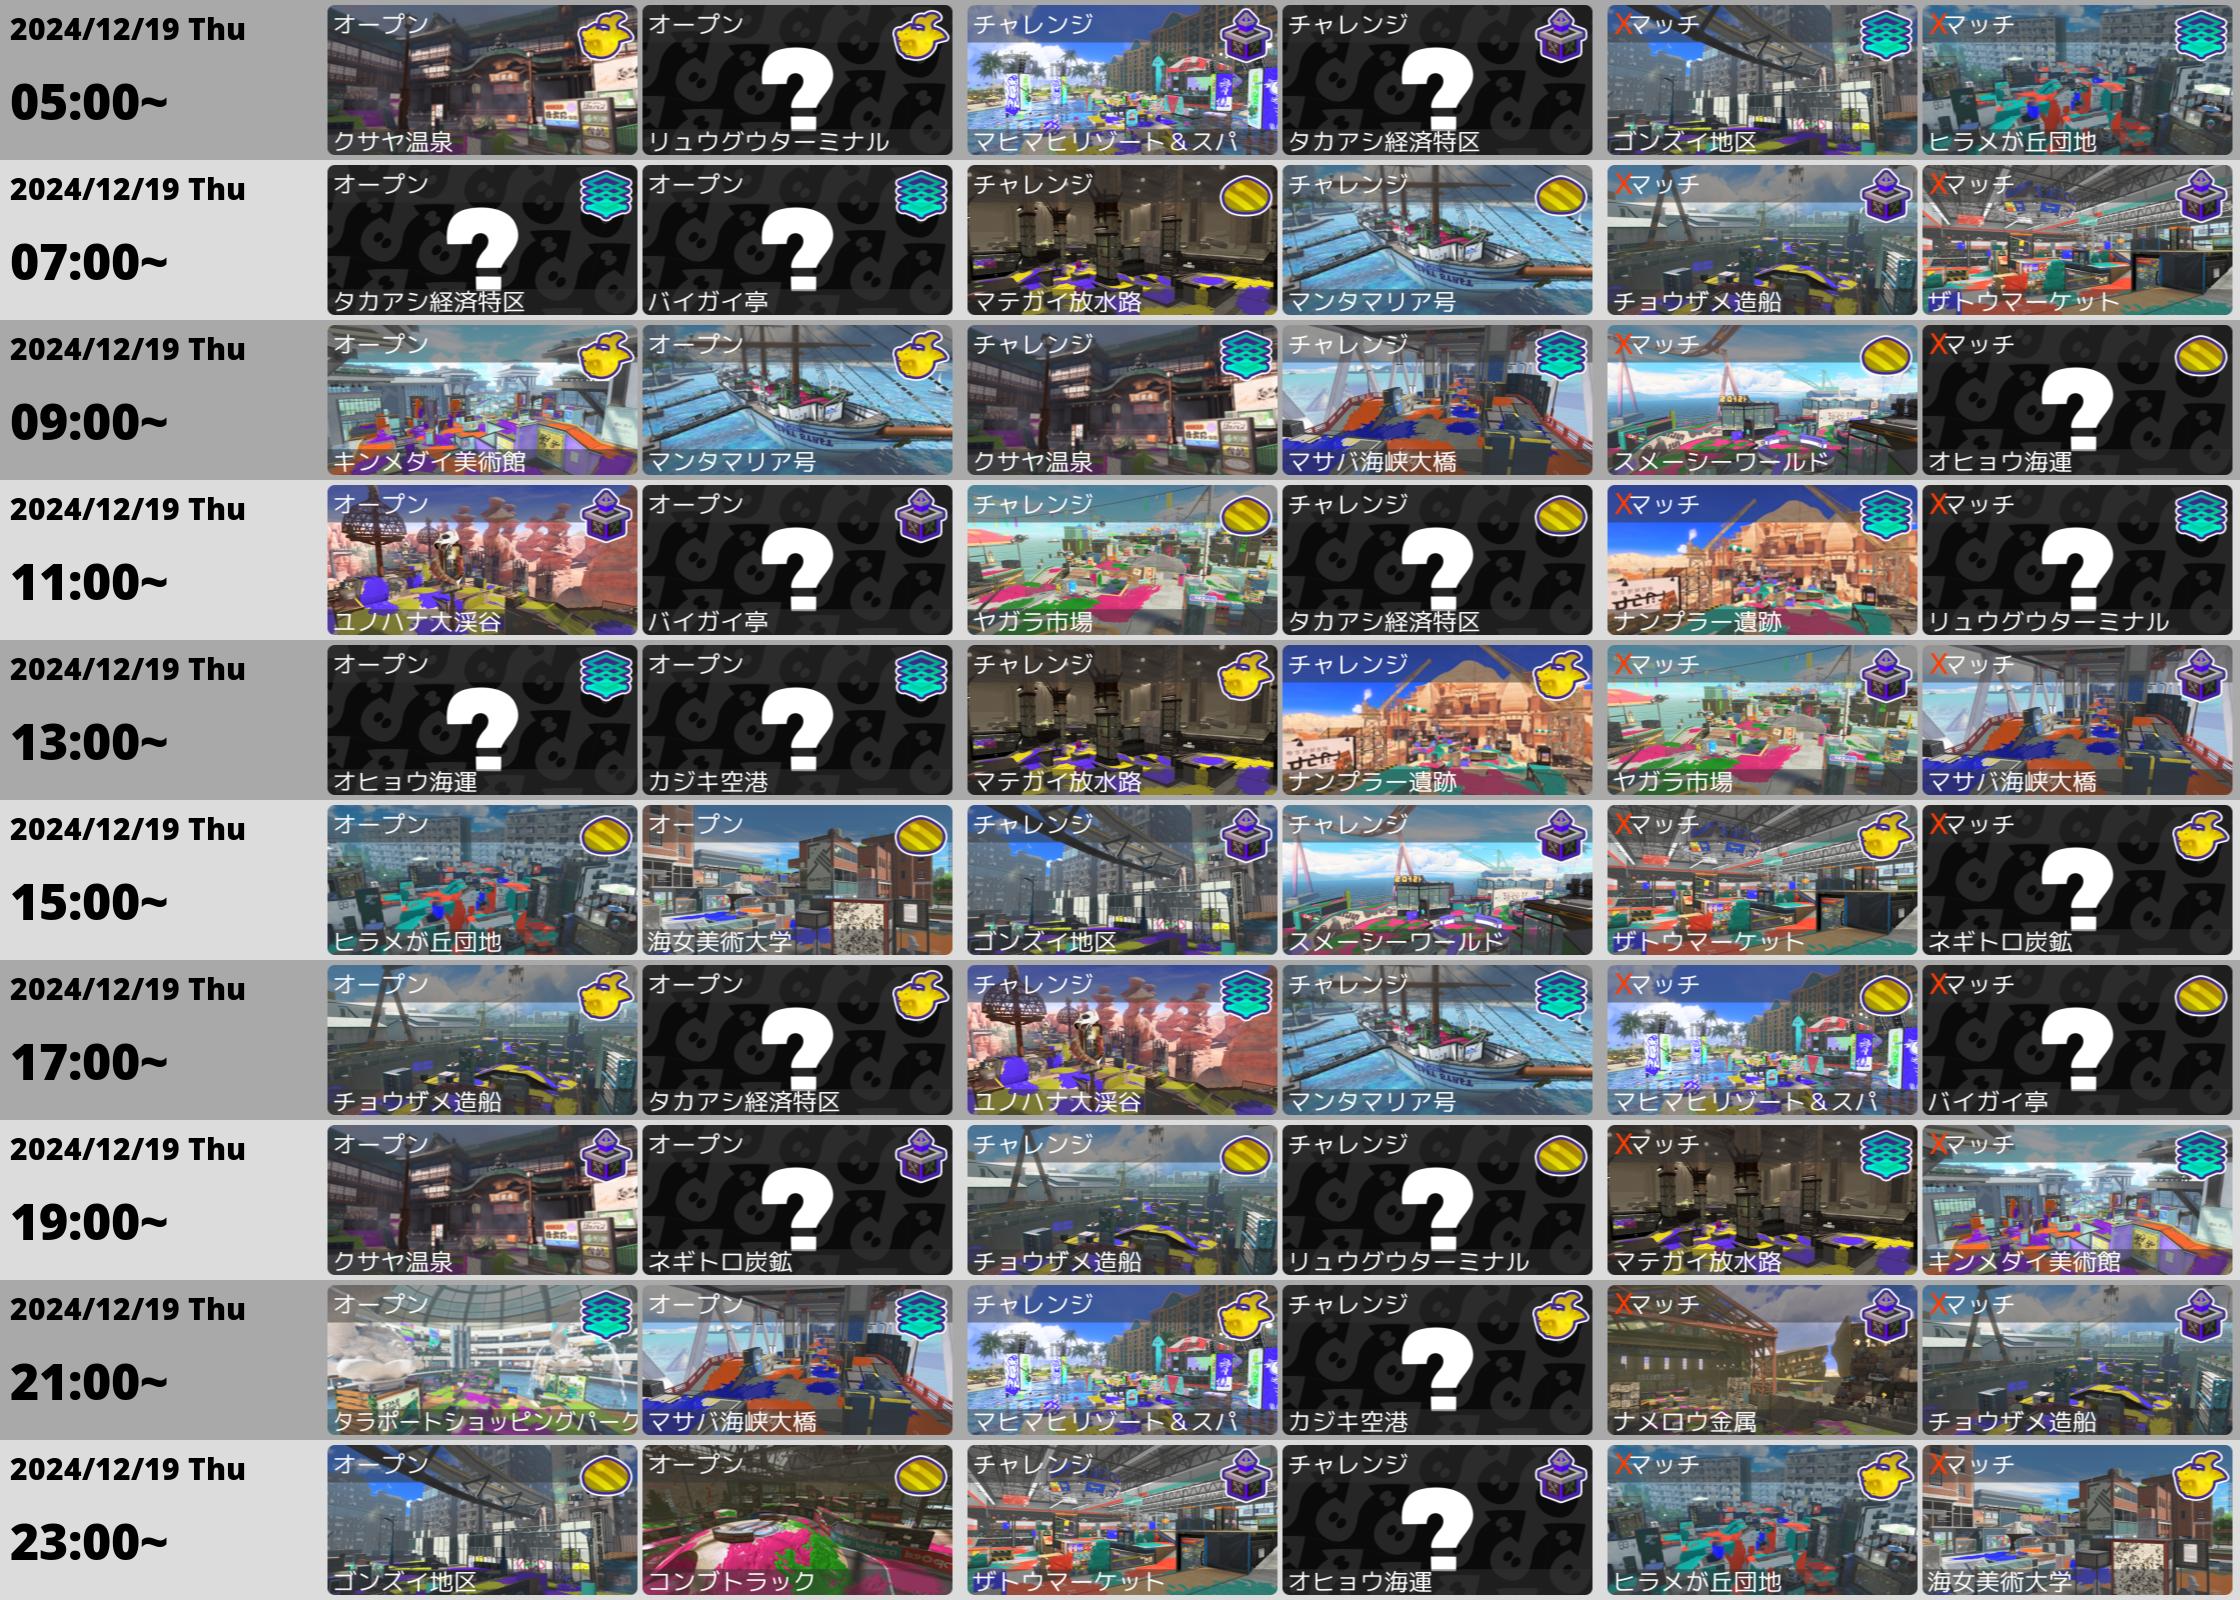 2024/12/19 Thu
05:00~
オープン
クサヤ温泉
オープン
リュウグウターミナル
チャレンジ
マヒマヒリゾート＆スパ
チャレンジ
タカアシ経済特区
Xマッチ
ゴンズイ地区
Xマッチ
ヒラメが丘団地
2024/12/19 Thu
07:00~
オープン
タカアシ経済特区
オープン
バイガイ亭
チャレンジ
マテガイ放水路
チャレンジ
マンタマリア号
Xマッチ
チョウザメ造船
Xマッチ
ザトウマーケット
2024/12/19 Thu
09:00~
オープン
キンメダイ美術館
オープン
マンタマリア号
チャレンジ
クサヤ温泉
チャレンジ
マサバ海峡大橋
Xマッチ
スメーシーワールド
Xマッチ
オヒョウ海運
2024/12/19 Thu
11:00~
オープン
ユノハナ大渓谷
オープン
バイガイ亭
チャレンジ
ヤガラ市場
チャレンジ
タカアシ経済特区
Xマッチ
ナンプラー遺跡
Xマッチ
リュウグウターミナル
2024/12/19 Thu
13:00~
オープン
オヒョウ海運
オープン
カジキ空港
チャレンジ
マテガイ放水路
チャレンジ
ナンプラー遺跡
Xマッチ
ヤガラ市場
Xマッチ
マサバ海峡大橋
2024/12/19 Thu
15:00~
オープン
ヒラメが丘団地
オープン
海女美術大学
チャレンジ
ゴンズイ地区
チャレンジ
スメーシーワールド
Xマッチ
ザトウマーケット
Xマッチ
ネギトロ炭鉱
2024/12/19 Thu
17:00~
オープン
チョウザメ造船
オープン
タカアシ経済特区
チャレンジ
ユノハナ大渓谷
チャレンジ
マンタマリア号
Xマッチ
マヒマヒリゾート＆スパ
Xマッチ
バイガイ亭
2024/12/19 Thu
19:00~
オープン
クサヤ温泉
オープン
ネギトロ炭鉱
チャレンジ
チョウザメ造船
チャレンジ
リュウグウターミナル
Xマッチ
マテガイ放水路
Xマッチ
キンメダイ美術館
2024/12/19 Thu
21:00~
オープン
タラポートショッピングパーク
オープン
マサバ海峡大橋
チャレンジ
マヒマヒリゾート＆スパ
チャレンジ
カジキ空港
Xマッチ
ナメロウ金属
Xマッチ
チョウザメ造船
2024/12/19 Thu
23:00~
オープン
ゴンズイ地区
オープン
コンブトラック
チャレンジ
ザトウマーケット
チャレンジ
オヒョウ海運
Xマッチ
ヒラメが丘団地
Xマッチ
海女美術大学